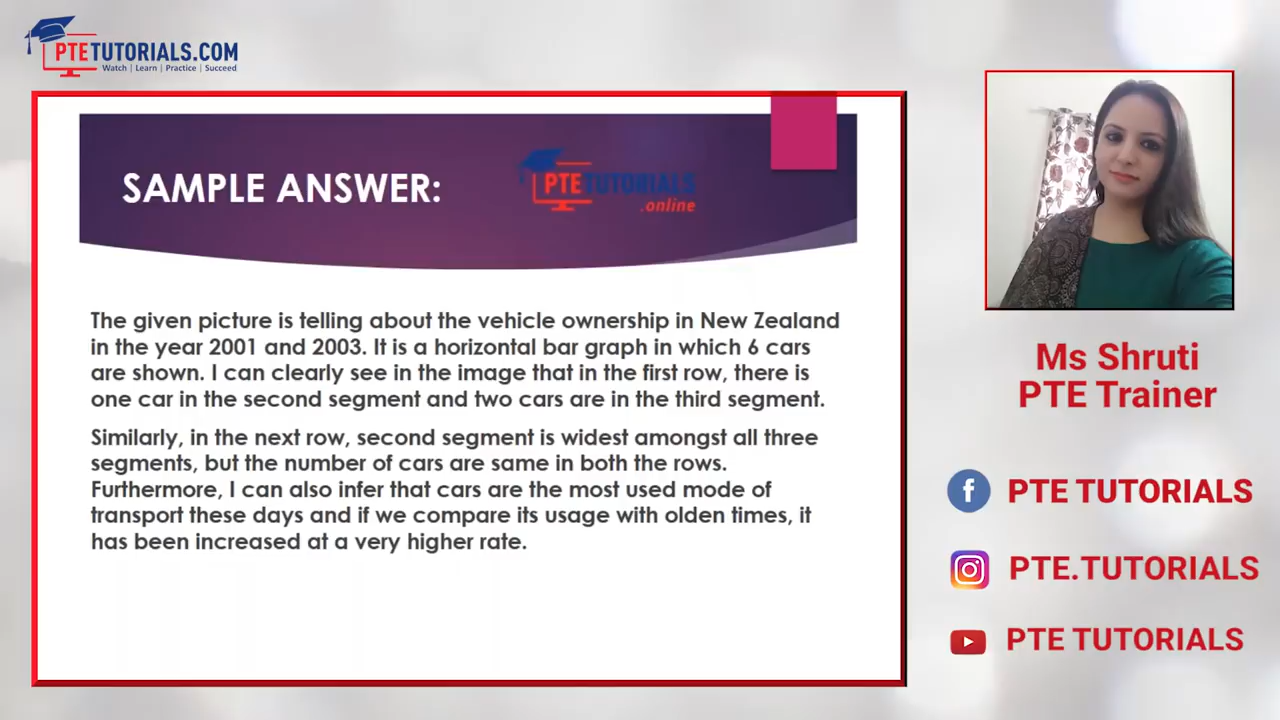 PTETUTORIALS.COM
Watch | Learn | Practice | Succeed
SAMPLE ANSWER:
PTETUTORIALS
.online
The given picture is telling about the vehicle ownership in New Zealand
in the year 2001 and 2003. It is a horizontal bar graph in which 6 cars
are shown. I can clearly see in the image that in the first row, there is
one car in the second segment and two cars are in the third segment.
Similarly, in the next row, second segment is widest amongst all three
segments, but the number of cars are same in both the rows.
Furthermore, I can also infer that cars are the most used mode of
transport these days and if we compare its usage with olden times, it
has been increased at a very higher rate.
Ms Shruti
PTE Trainer
PTE TUTORIALS
PTE.TUTORIALS
PTE TUTORIALS